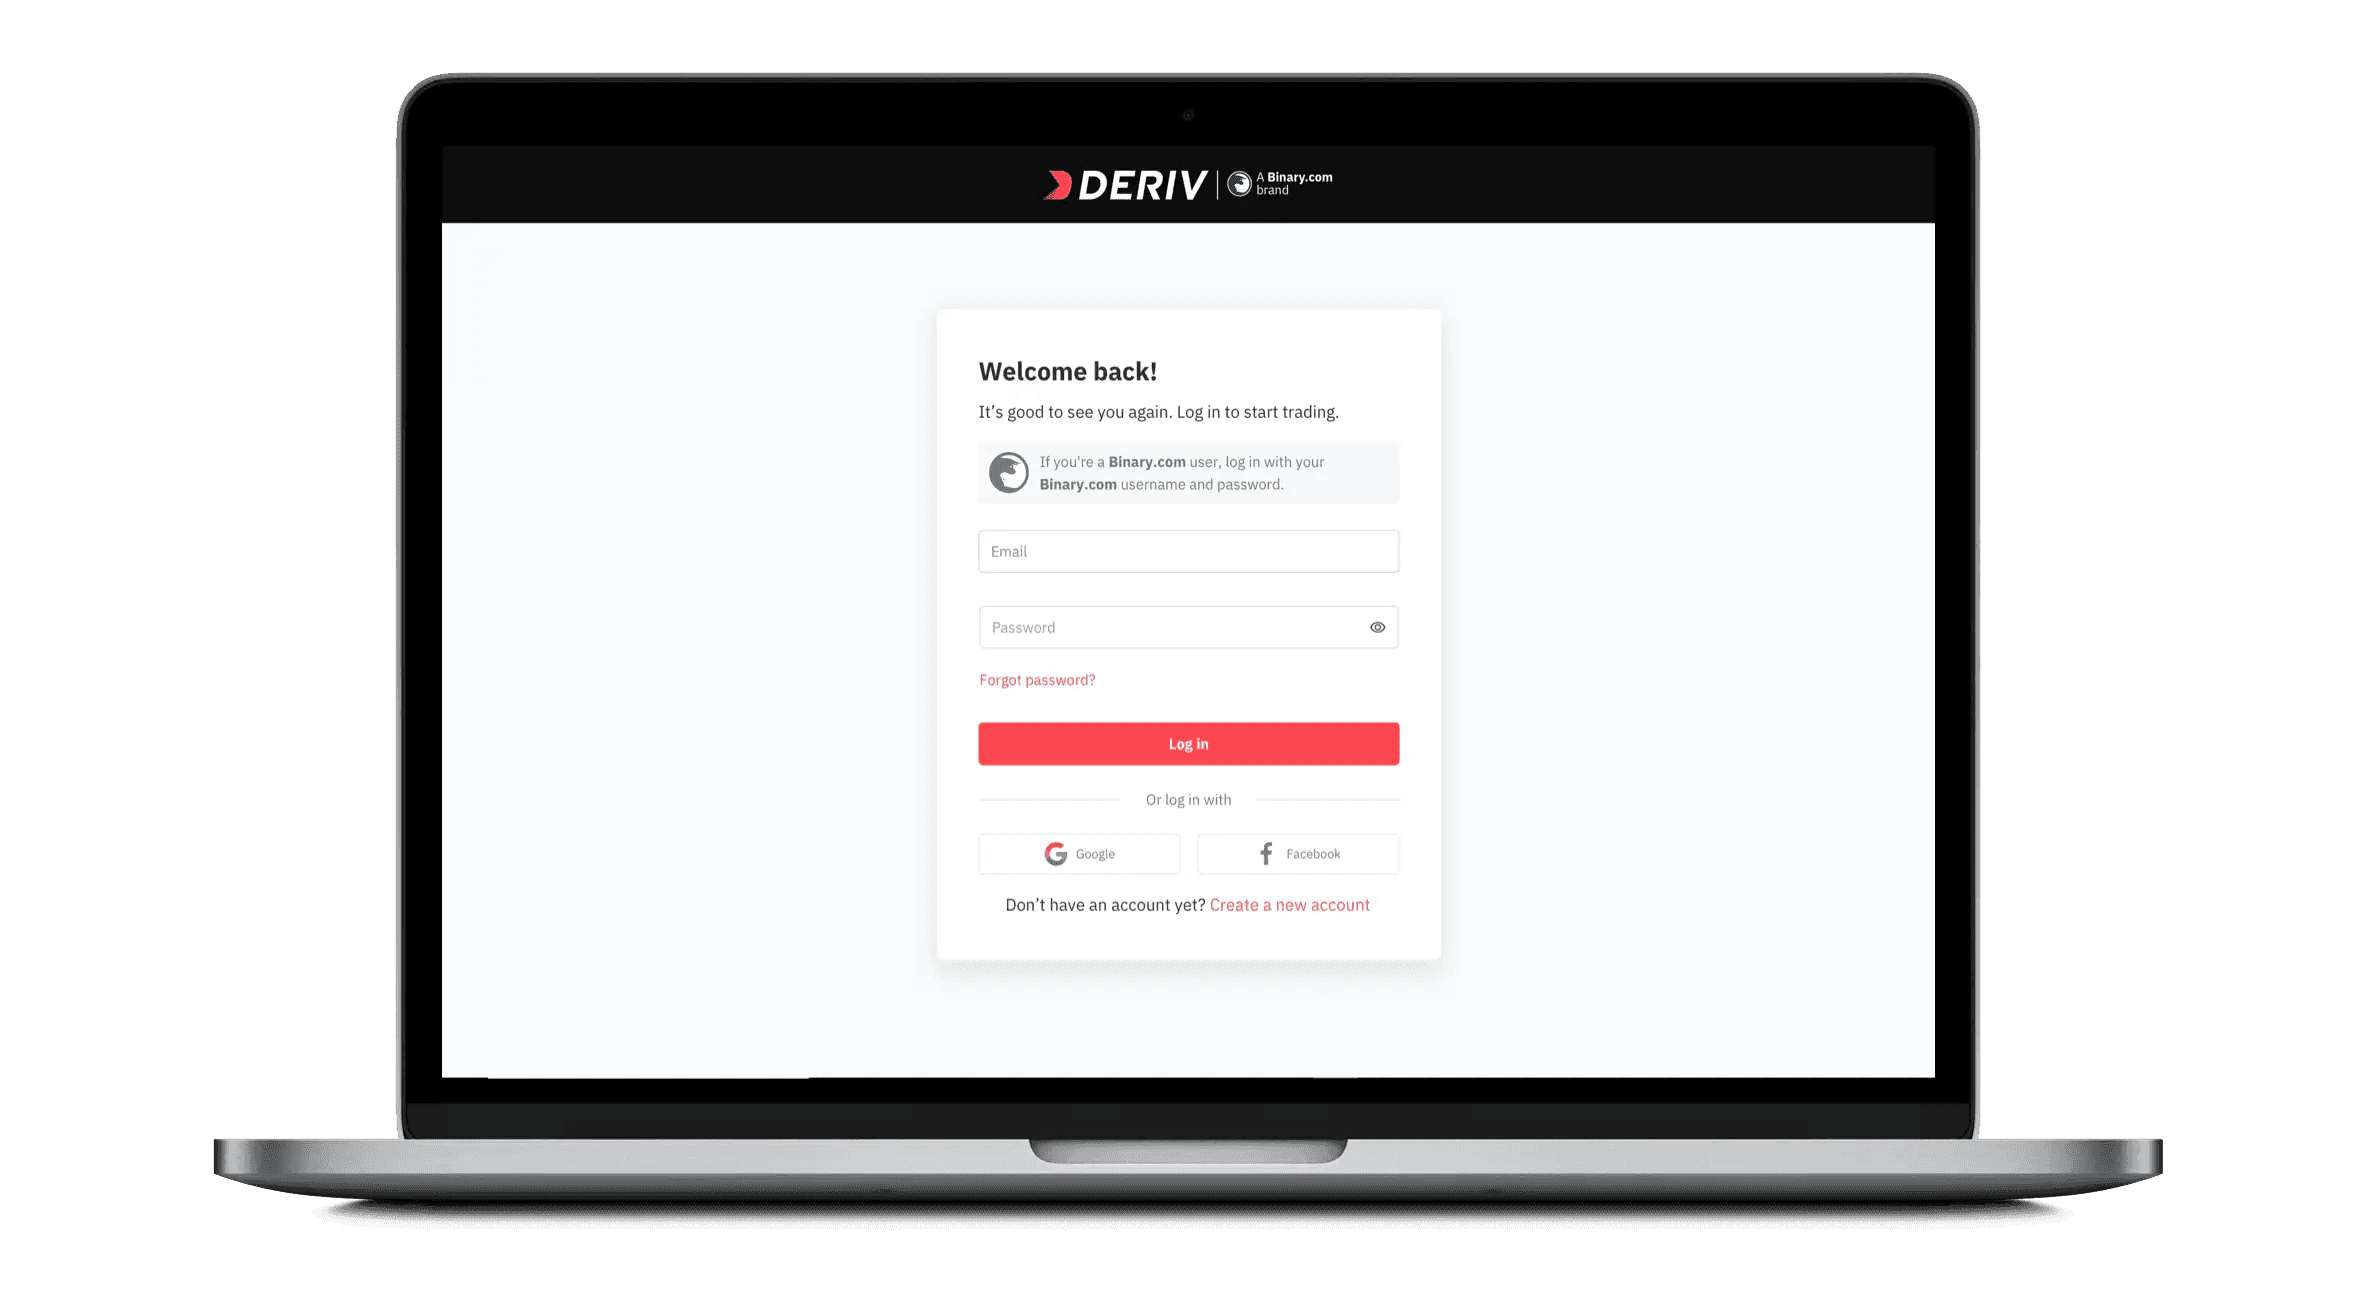 DERIV
A Binary.com
brand
Welcome back!
It’s good to see you again. Log in to start trading.
If you're a Binary.com user, log in with your
Binary.com username and password.
Email
Password
Forgot password?
Log in
Or log in with
Google
Facebook
Don’t have an account yet? Create a new account